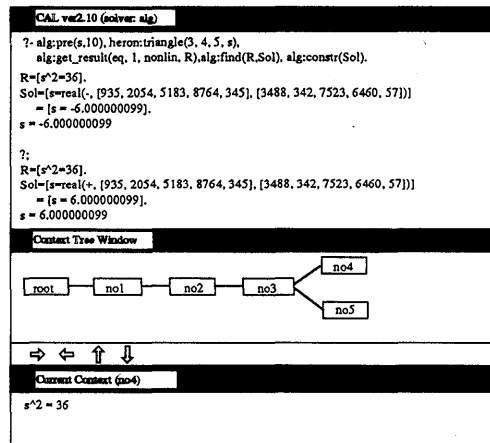 CAL ver2.10 (solver: alg)
?- alg:pre(s,10), heron:triangle(3, 4, 5, s),
alg:get_result(eq, 1, nonlin, R),alg:find(R,Sol), alg:constr(Sol).
R=[s^2=36].
Sol=[s=real(-, [935, 2054, 5183, 8764, 345], [3488, 342, 7523, 6460, 57])]
= [s = -6.000000099].
s = -6.000000099
?;
R=[s^2=36].
Sol=[s=real(+, [935, 2054, 5183, 8764, 345], [3488, 342, 7523, 6460, 57])]
= [s = 6.000000099].
s = 6.000000099
Context Tree Window
root no1 no2 no3 no4
no5
Current Context (no4)
s^2 = 36